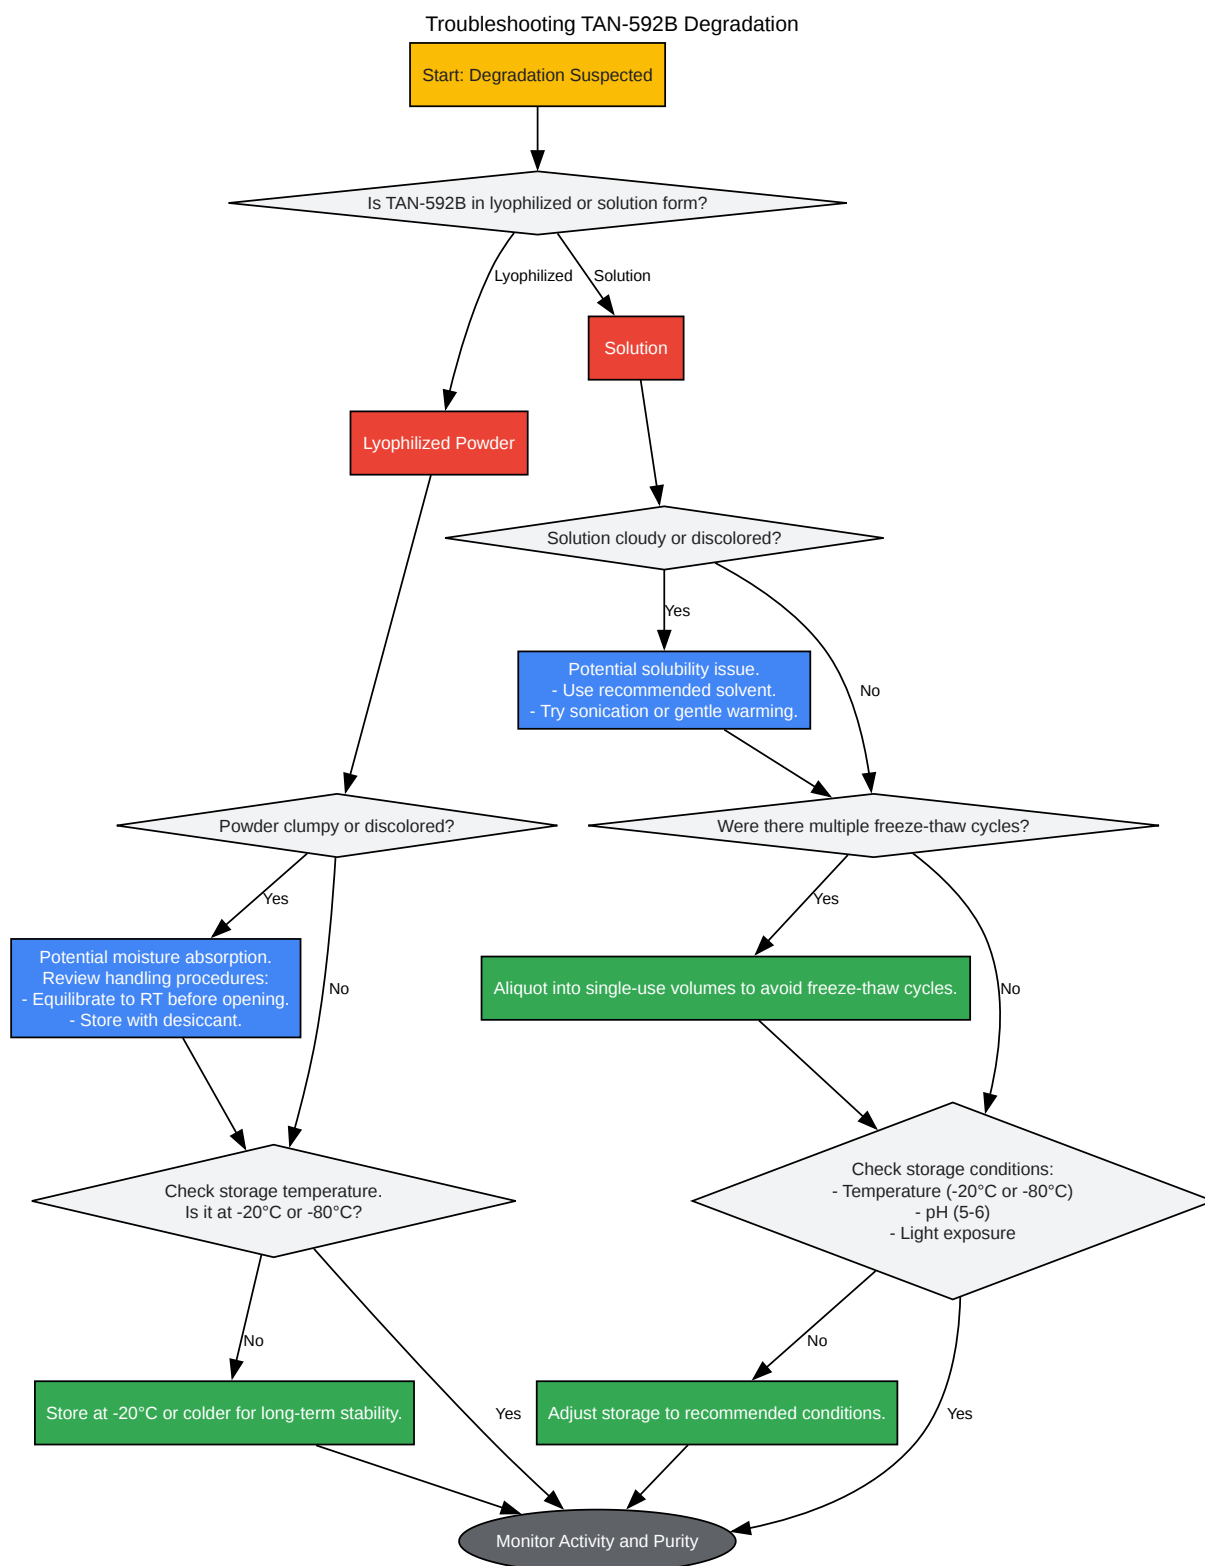 Troubleshooting TAN-592B Degradation
Start: Degradation Suspected
Is TAN-592B in lyophilized or solution form?
Lyophilized
Solution
Solution
Lyophilized Powder
Solution cloudy or discolored?
Yes
No
Potential solubility issue.
- Use recommended solvent.
- Try sonication or gentle warming.
Powder clumpy or discolored?
Were there multiple freeze-thaw cycles?
Yes
No
Yes
No
Potential moisture absorption.
Review handling procedures:
- Equilibrate to RT before opening.
- Store with desiccant.
Aliquot into single-use volumes to avoid freeze-thaw cycles.
Check storage temperature.
Is it at -20°C or -80°C?
Check storage conditions:
- Temperature (-20°C or -80°C)
- pH (5-6)
- Light exposure
No
Yes
No
Yes
Store at -20°C or colder for long-term stability.
Adjust storage to recommended conditions.
Monitor Activity and Purity